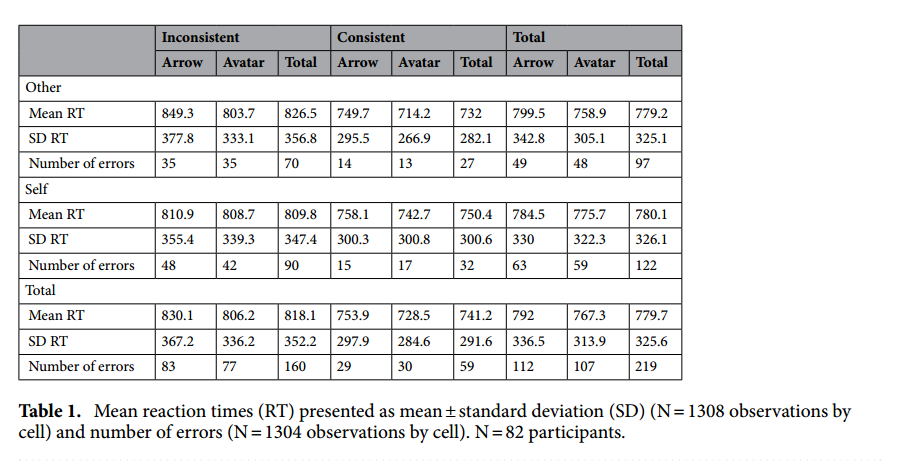 Inconsistent Consistent Total
Arrow Avatar Total Arrow Avatar Total Arrow Avatar Total
Other
Mean RT 849.3 803.7 826.5 749.7 714.2 732 799.5 758.9 779.2
SD RT 377.8 333.1 356.8 295.5 266.9 282.1 342.8 305.1 325.1
Number of errors 35 35 70 14 13 27 49 48 97
Self
Mean RT 810.9 808.7 809.8 758.1 742.7 750.4 784.5 775.7 780.1
SD RT 355.4 339.3 347.4 300.3 300.8 300.6 330 322.3 326.1
Number of errors 48 42 90 15 17 32 63 59 122
Total
Mean RT 830.1 806.2 818.1 753.9 728.5 741.2 792 767.3 779.7
SD RT 367.2 336.2 352.2 297.9 284.6 291.6 336.5 313.9 325.6
Number of errors 83 77 160 29 30 59 112 107 219
Table 1. Mean reaction times (RT) presented as mean ± standard deviation (SD) (N = 1308 observations by
cell) and number of errors (N = 1304 observations by cell). N = 82 participants.